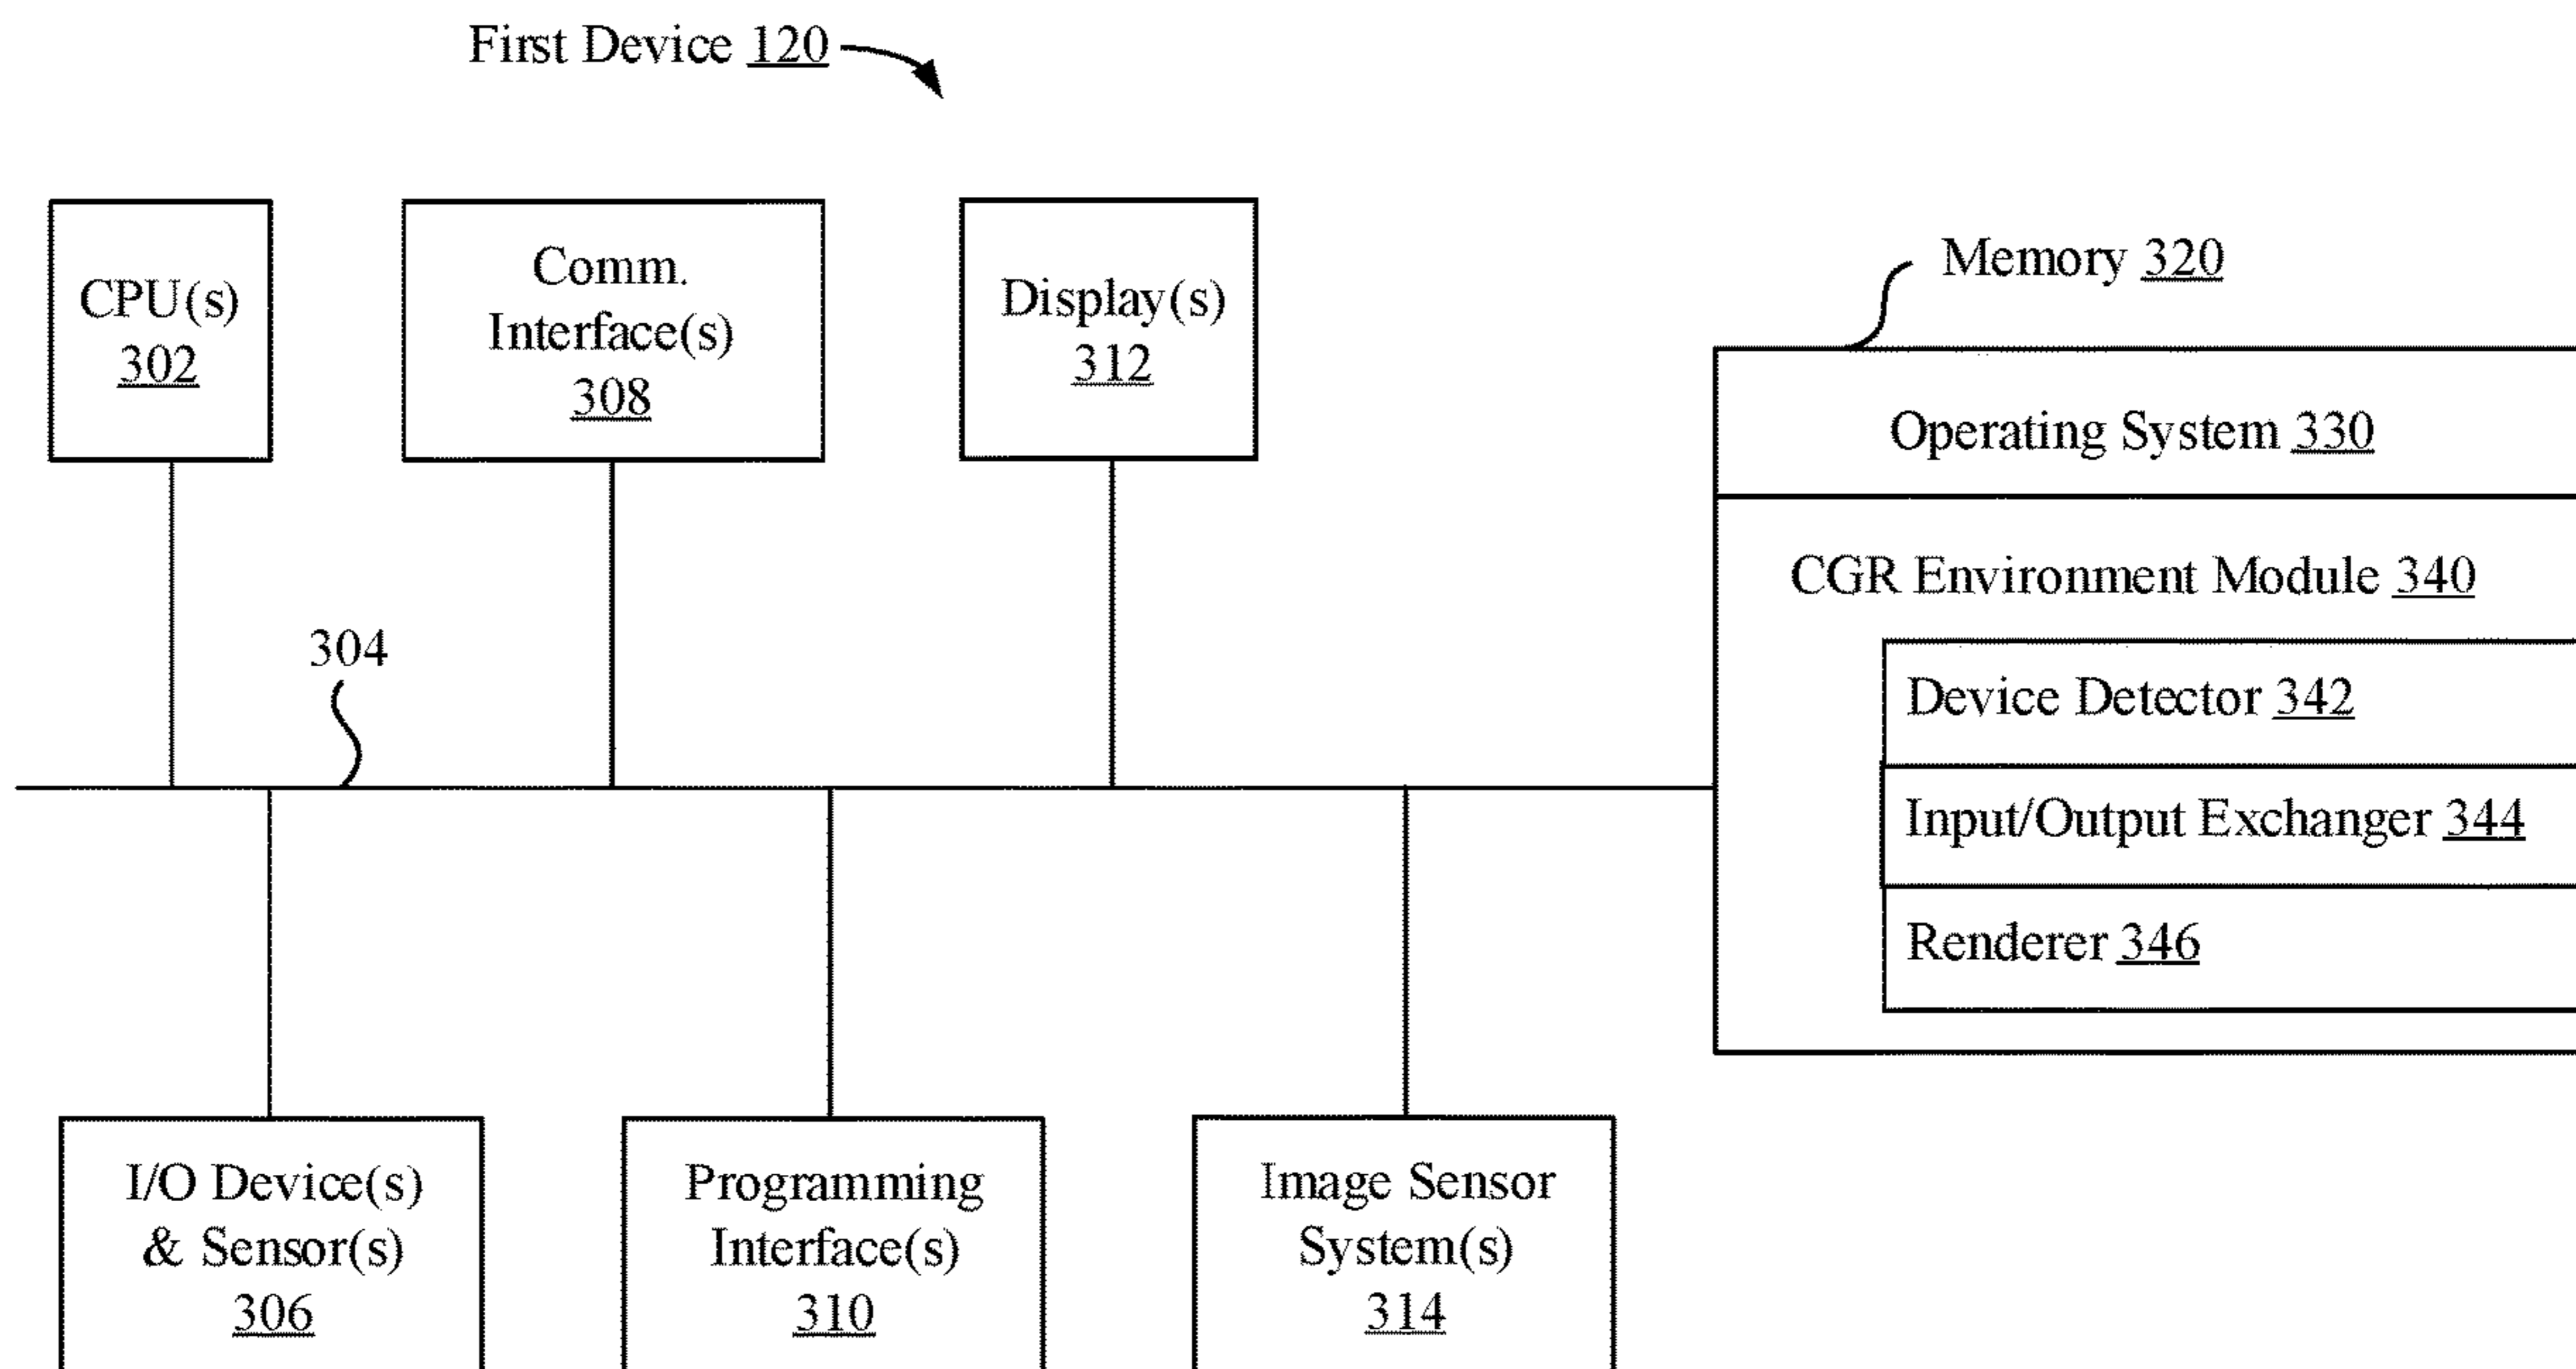 First Device 120
CPU(s)
302
Comm.
Interface(s)
308
Display(s)
312
Memory 320
Operating System 330
CGR Environment Module 340
Device Detector 342
Input/Output Exchanger 344
Renderer 346
304
I/O Device(s)
& Sensor(s)
306
Programming
Interface(s)
310
Image Sensor
System(s)
314